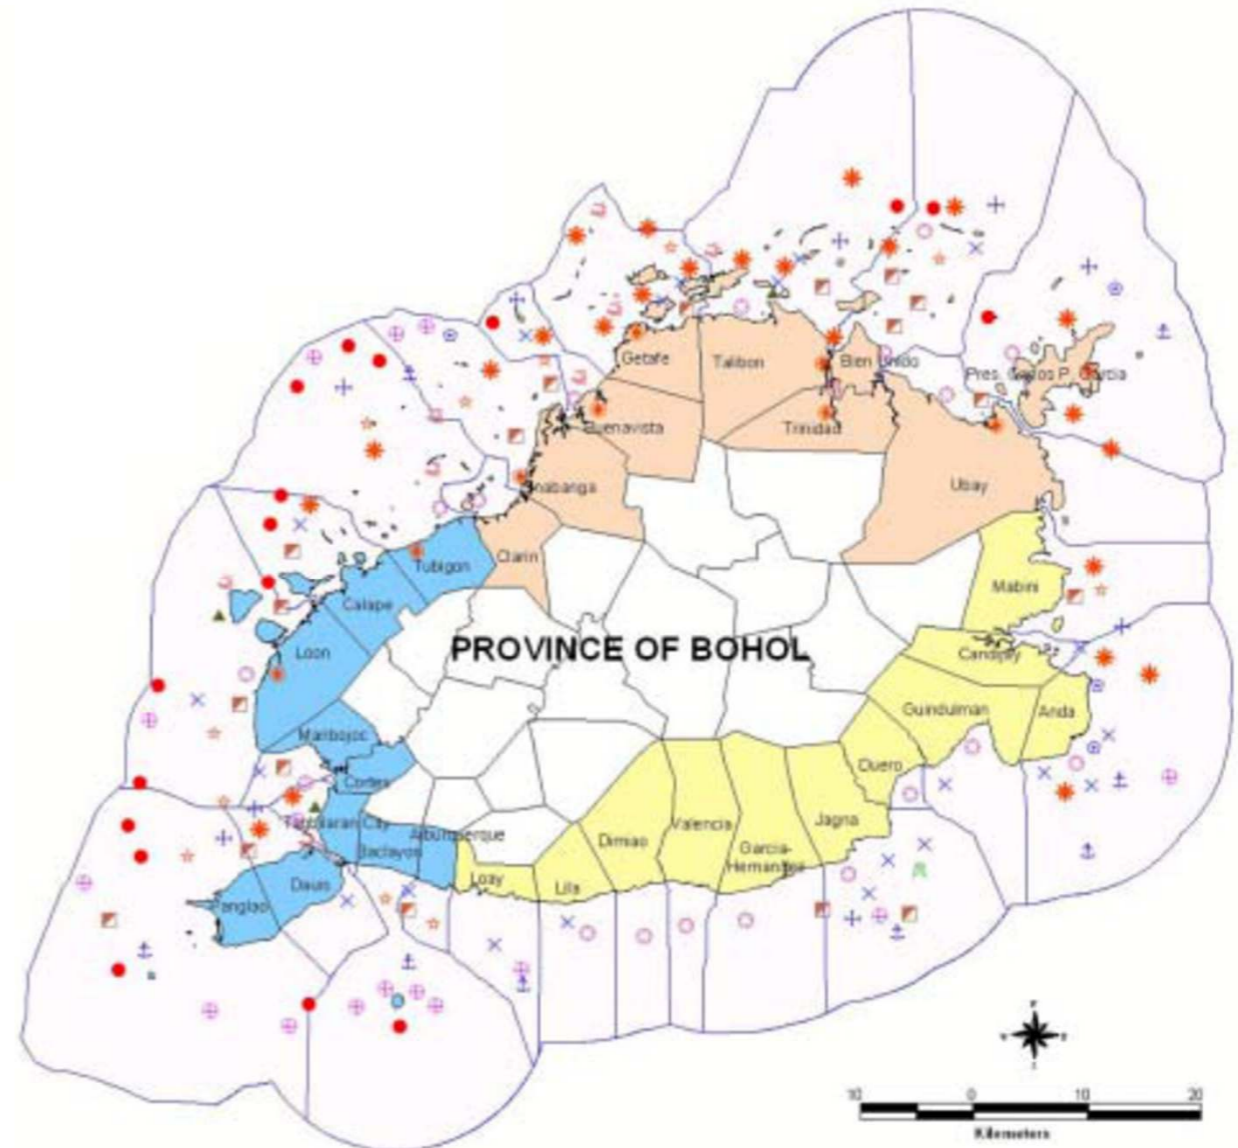 Getafe
Talibon
Bien Unido
Pres. Carlos P. Garcia
Buenavista
Trinidad
Inabanga
Ubay
Clarin
Tubigon
Mabini
Calape
PROVINCE OF BOHOL
Loon
Candijay
Guindulman
Anda
Maribojoc
Duero
Cortes
Tagbilaran City
Alburquerque
Valencia
Jagna
Dimiao
Baclayon
Garcia-
Hernandez
Loay
Lila
Dauis
Panglao
10 0 10 20
Kilometers